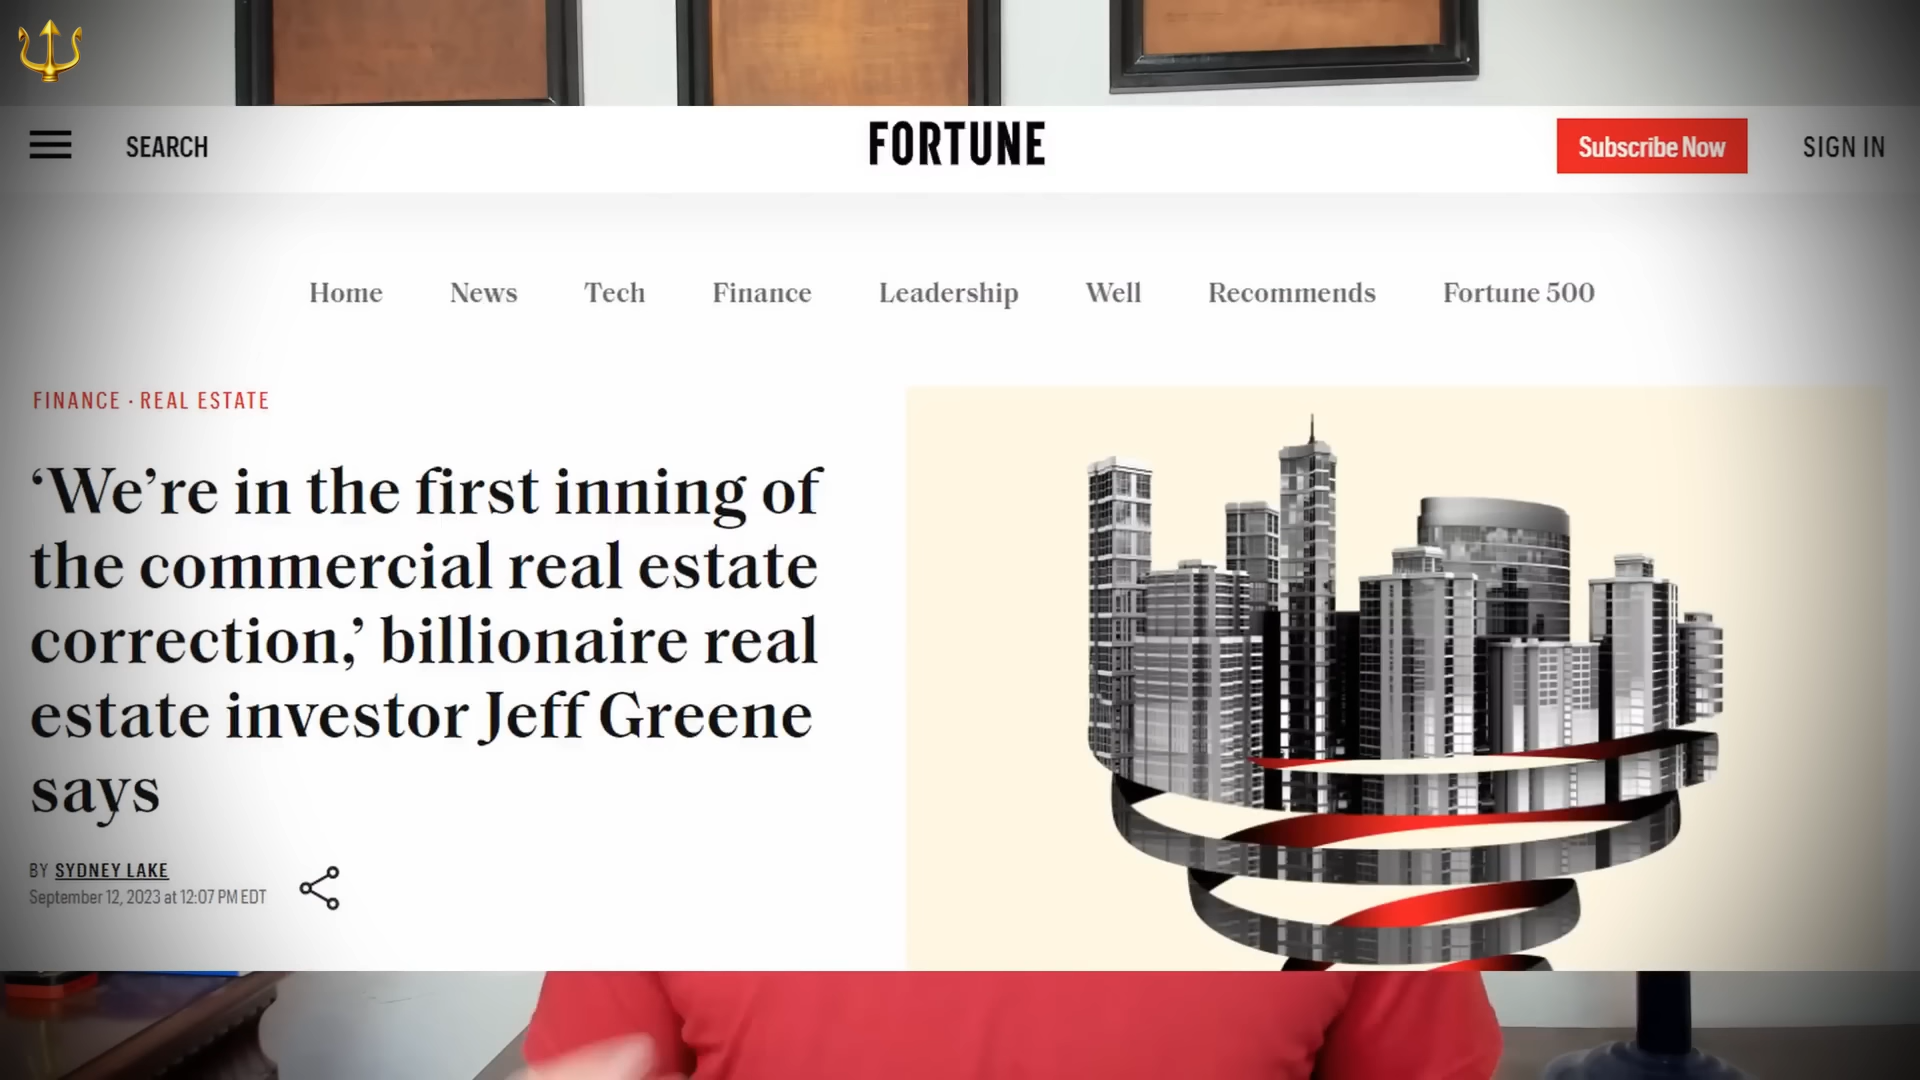 SEARCH
FORTUNE
Subscribe Now
SIGN IN
Home
News
Tech
Finance
Leadership
Well
Recommends
Fortune 500
FINANCE · REAL ESTATE
‘We’re in the first inning of
the commercial real estate
correction,’ billionaire real
estate investor Jeff Greene
says
BY SYDNEY LAKE
September 12, 2023 at 12:07 PM EDT